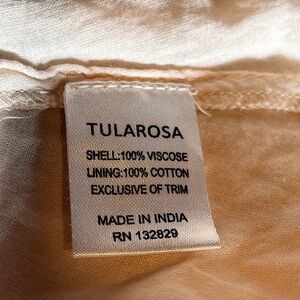 TULAROSA
SHELL:100% VISCOSE
LINING:100% COTTON
EXCLUSIVE OF TRIM
MADE IN INDIA
RN 132829